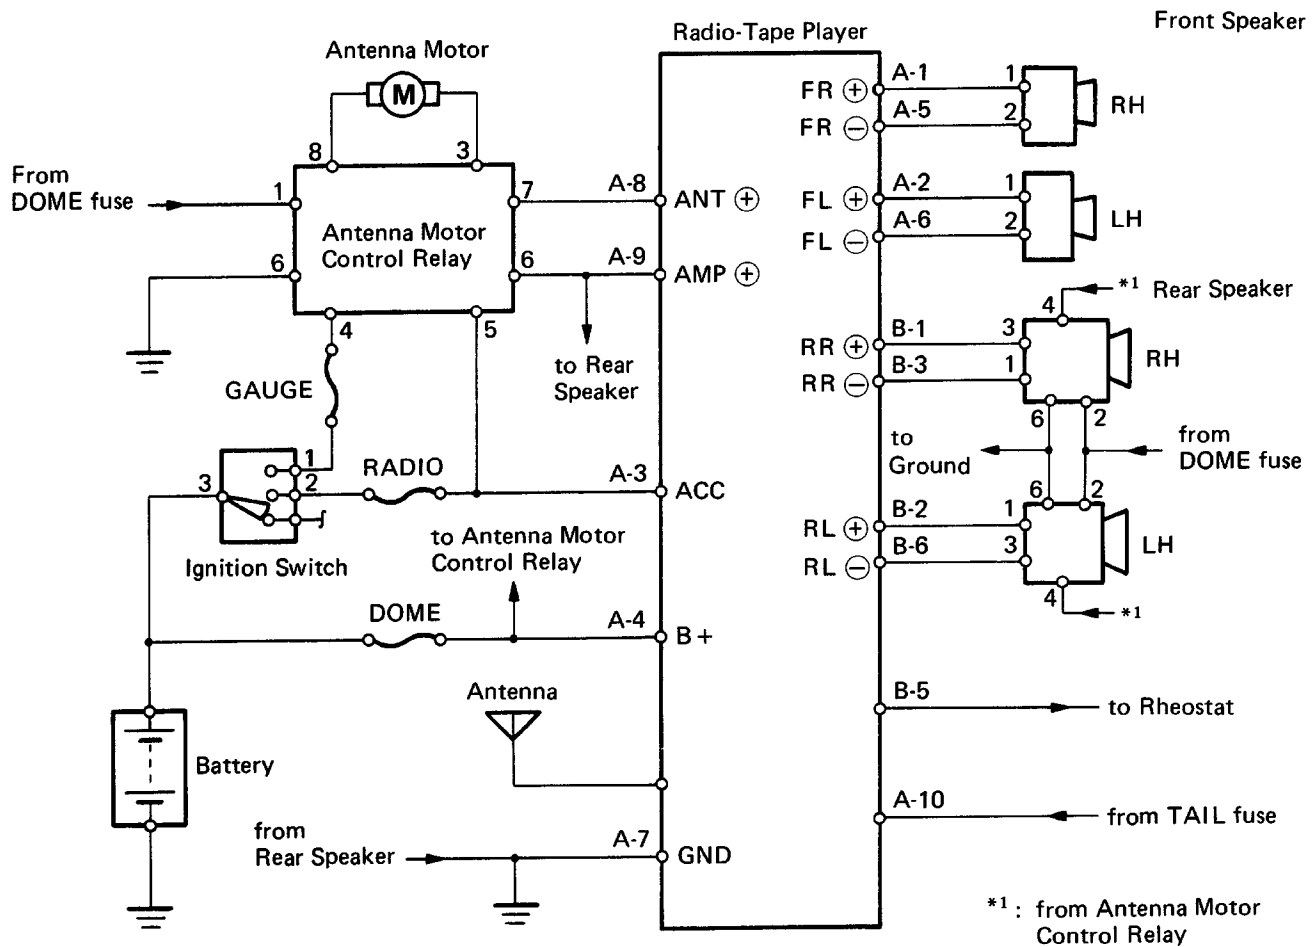 Front Speaker
Radio-Tape Player
Antenna Motor
M
8
3
From
DOME fuse
1
7
A-8
ANT ⊕
Antenna Motor
Control Relay
6
6
A-9
AMP ⊕
4
5
to Rear
Speaker
GAUGE
1
3
2
RADIO
A-3
ACC
Ignition Switch
to Antenna Motor
Control Relay
DOME
A-4
B+
Antenna
Battery
from
Rear Speaker
A-7
GND
FR ⊕
A-1
1
RH
FR ⊖
A-5
2
FL ⊕
A-2
1
LH
FL ⊖
A-6
2
*1 Rear Speaker
4
RR ⊕
B-1
3
RH
RR ⊖
B-3
1
6
2
to
Ground
from
DOME fuse
6
2
RL ⊕
B-2
1
LH
RL ⊖
B-6
3
4
*1
B-5
to Rheostat
A-10
from TAIL fuse
*1 : from Antenna Motor
Control Relay